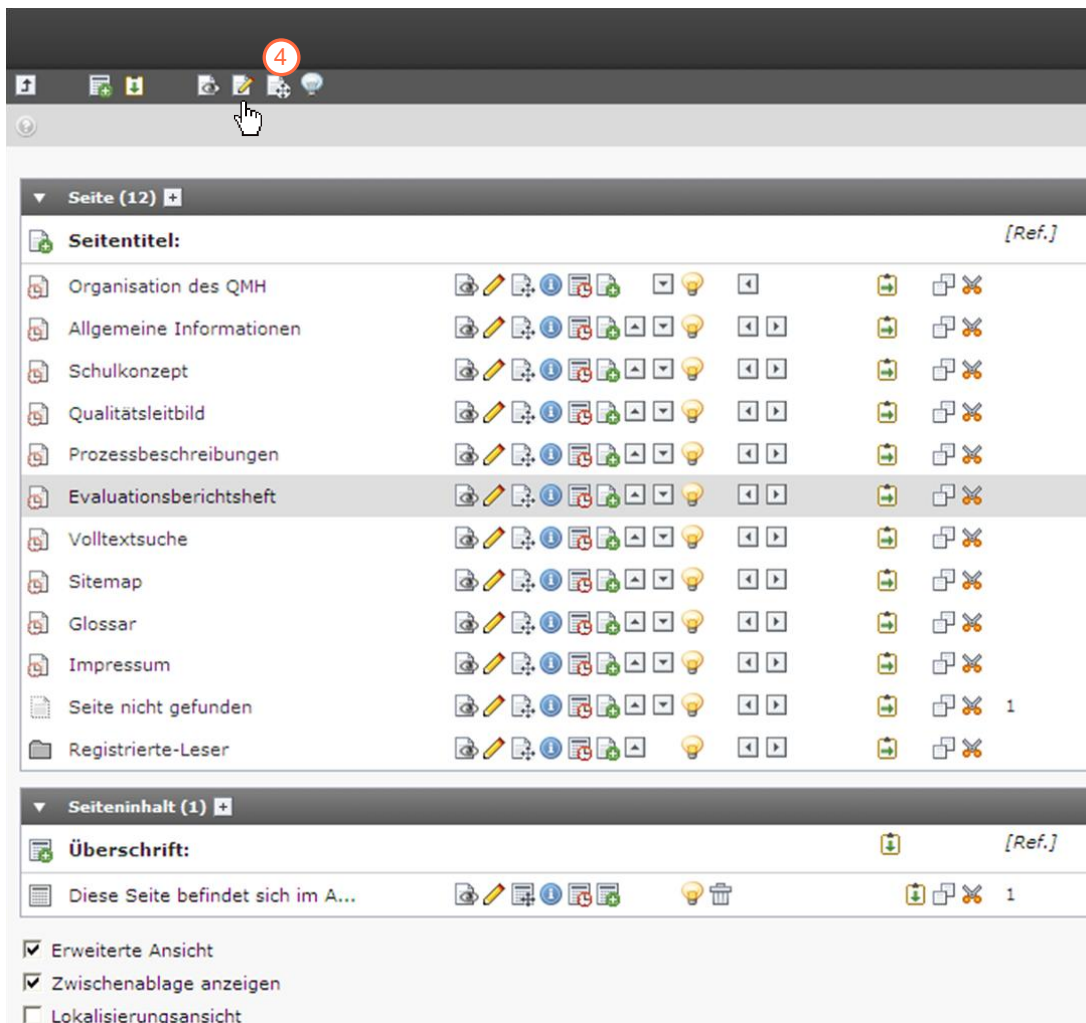 4
Seite (12)
Seitentitel: [Ref.]
Organisation des QMH
Allgemeine Informationen
Schulkonzept
Qualitätsleitbild
Prozessbeschreibungen
Evaluationsberichtsheft
Volltextsuche
Sitemap
Glossar
Impressum
Seite nicht gefunden 1
Registrierte-Leser
Seiteninhalt (1)
Überschrift: [Ref.]
Diese Seite befindet sich im A... 1
Erweiterte Ansicht
Zwischenablage anzeigen
Lokalisierungsansicht